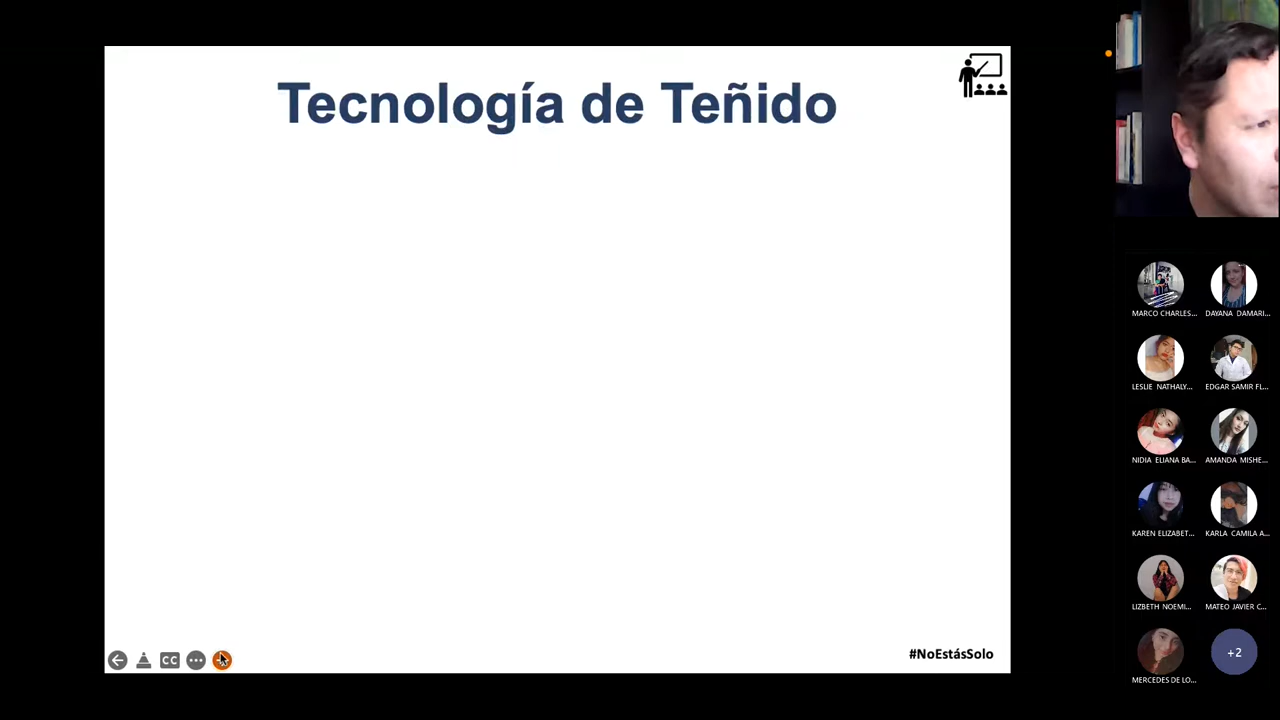 Tecnología de Teñido
MARCO CHARLES...
DAYANA DAMARI...
LESLIE NATHALY...
EDGAR SAMIR FL...
NIDIA ELIANA BA...
AMANDA MISHE...
KAREN ELIZABET...
KARLA CAMILA A...
LIZBETH NOEMI...
MATEO JAVIER C...
MERCEDES DE LO...
+2
CC
#NoEstásSolo